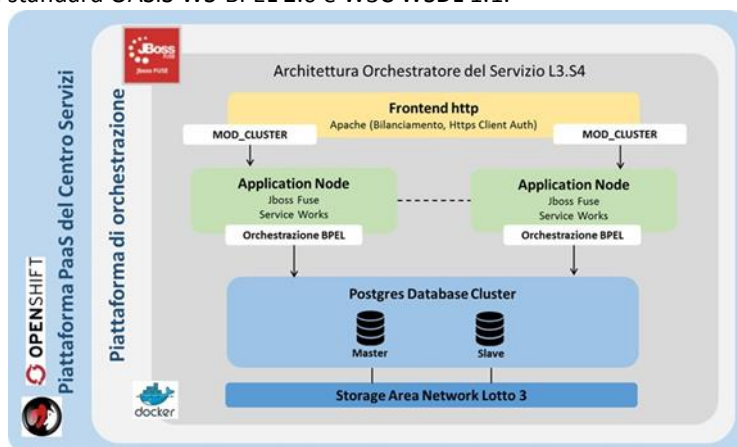 standard OASIS WS-BPEL 2.0 e W3C WSDL 1.1.
JBoss
Jboss FUSE
Architettura Orchestratore del Servizio L3.S4
Frontend http
Apache (Bilanciamento, Https Client Auth)
MOD_CLUSTER
MOD_CLUSTER
Application Node
Jboss Fuse
Service Works
Orchestrazione BPEL
Application Node
Jboss Fuse
Service Works
Orchestrazione BPEL
Postgres Database Cluster
Master
Slave
Storage Area Network Lotto 3
docker
Piattaforma di orchestrazione
Piattaforma PaaS del Centro Servizi
OPENSHIFT